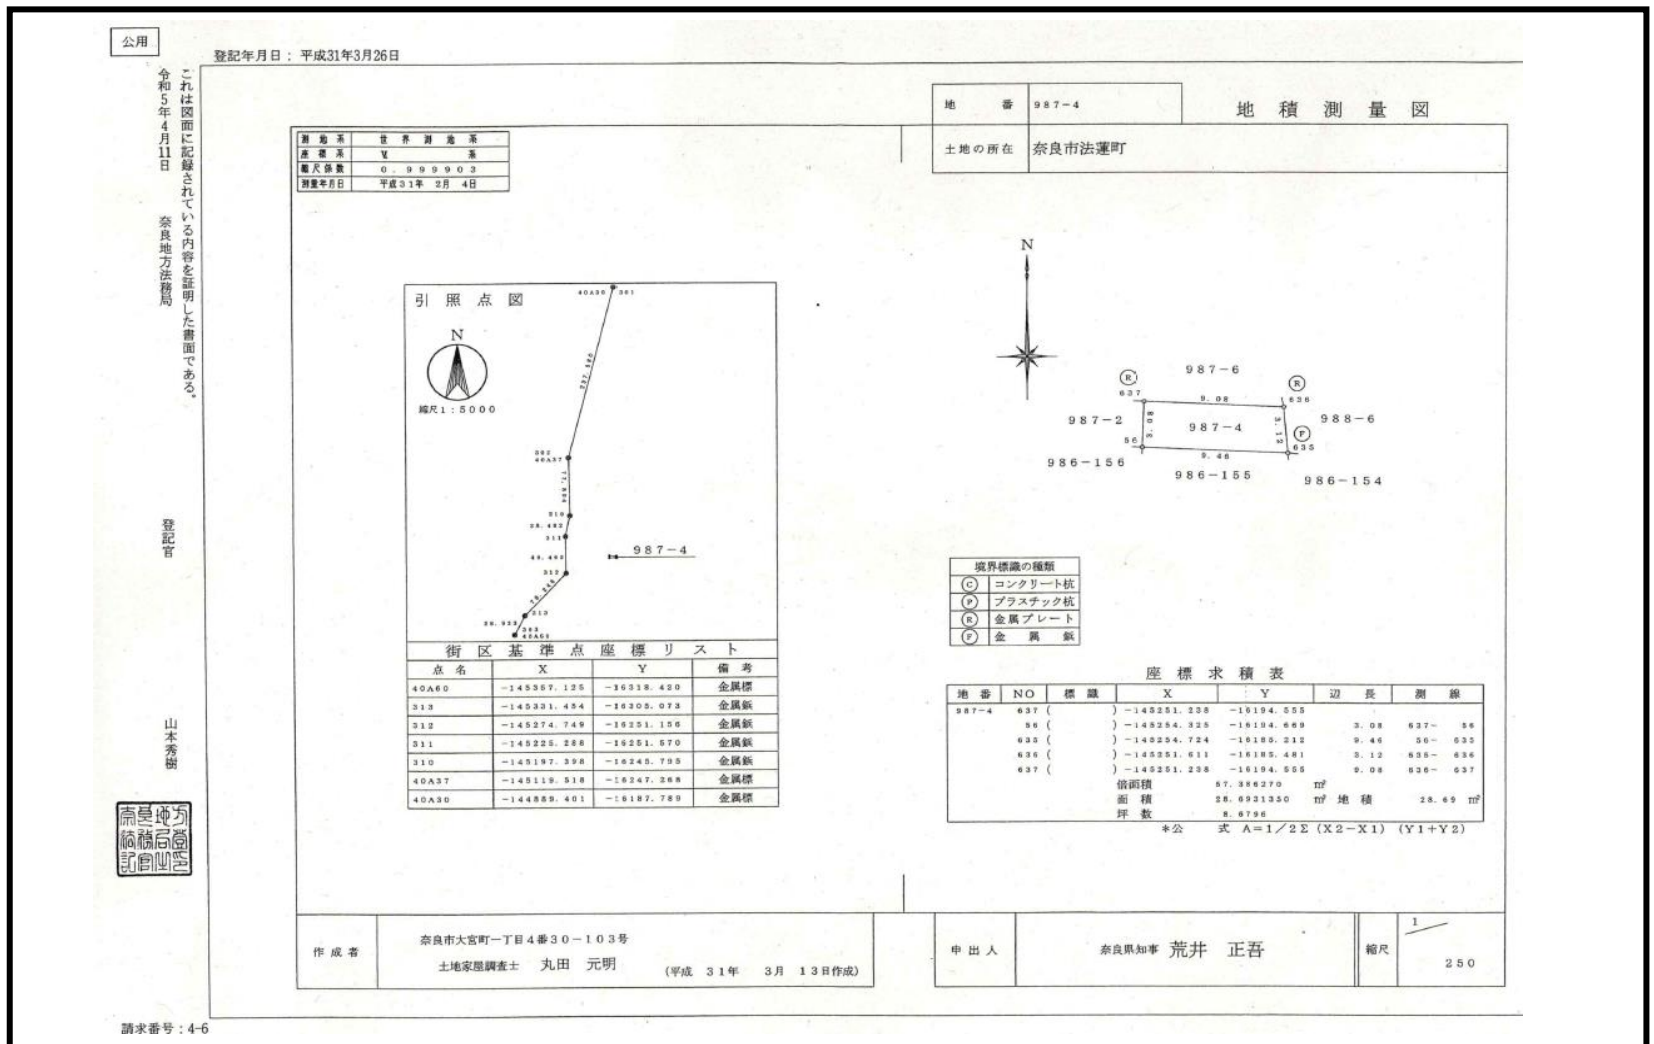 公用
登記年月日：平成31年3月26日
これは図面に記録されている内容を証明した書面である。
令和5年4月11日 奈良地方法務局 登記官 山本秀樹
地番 987-4
地積測量図
土地の所在 奈良市法蓮町
測地系 世界測地系
座標系 Ⅵ系
縮尺係数 0.999903
測量年月日 平成31年 2月 4日
引照点図
N
縮尺1:5000
40A30 301
237.680
302
40A37
310
311
312
313
303
987-4
街区基準点座標リスト
点名 X Y 備考
40A60 -145367.125 -16318.420 金属標
313 -145331.454 -16305.073 金属鋲
312 -145274.749 -16251.156 金属鋲
311 -145225.288 -16251.570 金属鋲
310 -145197.398 -16245.795 金属鋲
40A37 -145119.518 -16247.268 金属標
40A30 -144889.401 -16187.789 金属標
N
987-6
R 637
R 636
9.08
987-2
3.08
987-4
3.12
988-6
F 635
56
9.46
986-156
986-155
986-154
境界標識の種類
C コンクリート杭
P プラスチック杭
R 金属プレート
F 金属鋲
座標求積表
地番 NO 標識 X Y 辺長 測線
987-4 637 ( ) -145251.238 -16194.555
56 ( ) -145254.325 -16194.669 3.08 637- 56
635 ( ) -145254.724 -16185.212 9.46 56- 635
636 ( ) -145251.611 -16185.481 3.12 635- 636
637 ( ) -145251.238 -16194.555 9.08 636- 637
倍面積 57.386270 ㎡
面積 28.6931350 ㎡ 地積 28.69 ㎡
坪数 8.6796
*公式 A=1/2Σ(X2-X1)(Y1+Y2)
作成者
奈良市大宮町一丁目4番30-103号
土地家屋調査士 丸田 元明 (平成 31年 3月 13日作成)
申出人 奈良県知事 荒井 正吾
縮尺 1/250
請求番号：4-6